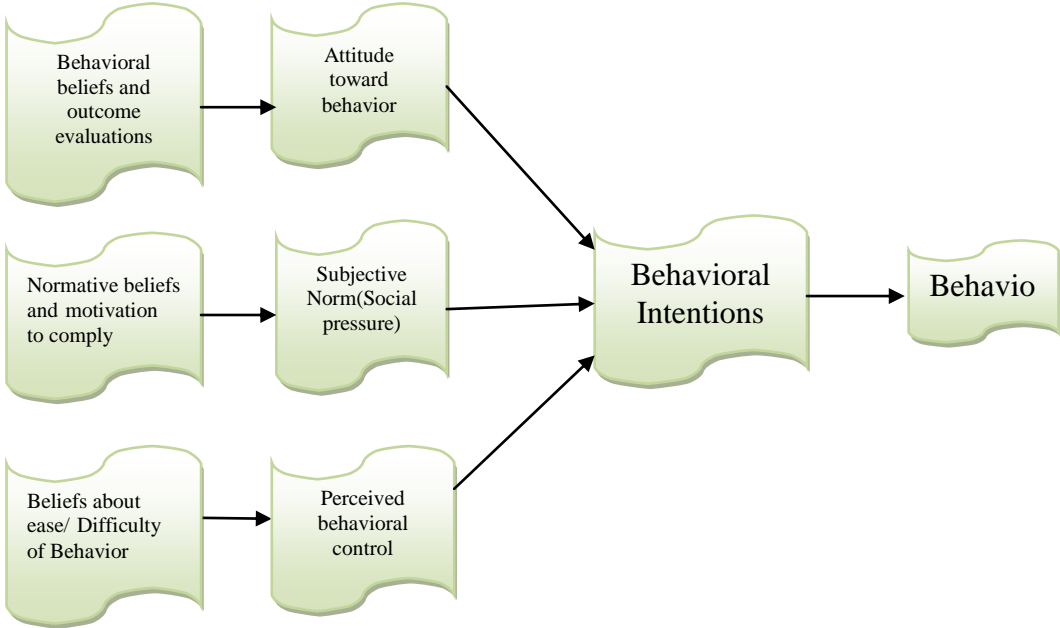 Behavioral
beliefs and
outcome
evaluations
Attitude
toward
behavior
Normative beliefs
and motivation
to comply
Subjective
Norm(Social
pressure)
Behavioral
Intentions
Behavio
Beliefs about
ease/ Difficulty
of Behavior
Perceived
behavioral
control